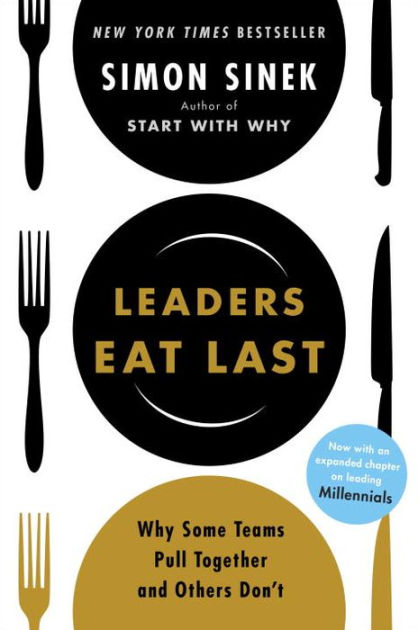 NEW YORK TIMES BESTSELLER
SIMON SINEK
Author of
START WITH WHY
LEADERS
EAT LAST
Now with an
expanded chapter
on leading
Millennials
Why Some Teams
Pull Together
and Others Don't